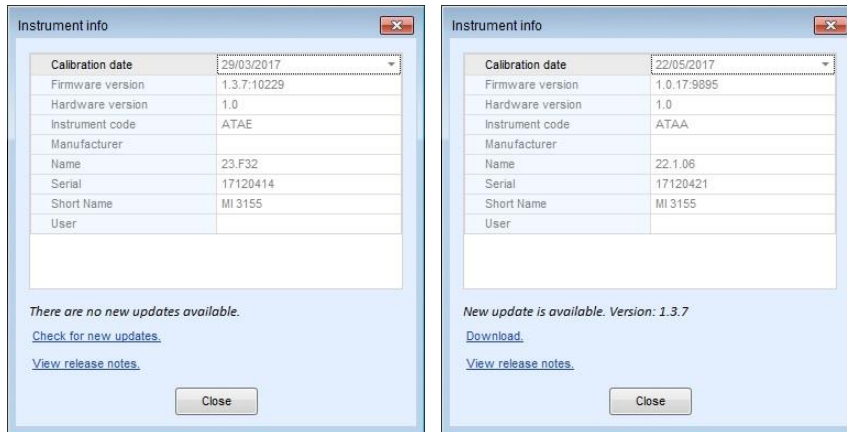 Instrument info
Calibration date 29/03/2017
Firmware version 1.3.7:10229
Hardware version 1.0
Instrument code ATAE
Manufacturer
Name 23.F32
Serial 17120414
Short Name MI 3155
User
There are no new updates available.
Check for new updates.
View release notes.
Close
Instrument info
Calibration date 22/05/2017
Firmware version 1.0.17:9895
Hardware version 1.0
Instrument code ATAA
Manufacturer
Name 22.1.06
Serial 17120421
Short Name MI 3155
User
New update is available. Version: 1.3.7
Download.
View release notes.
Close